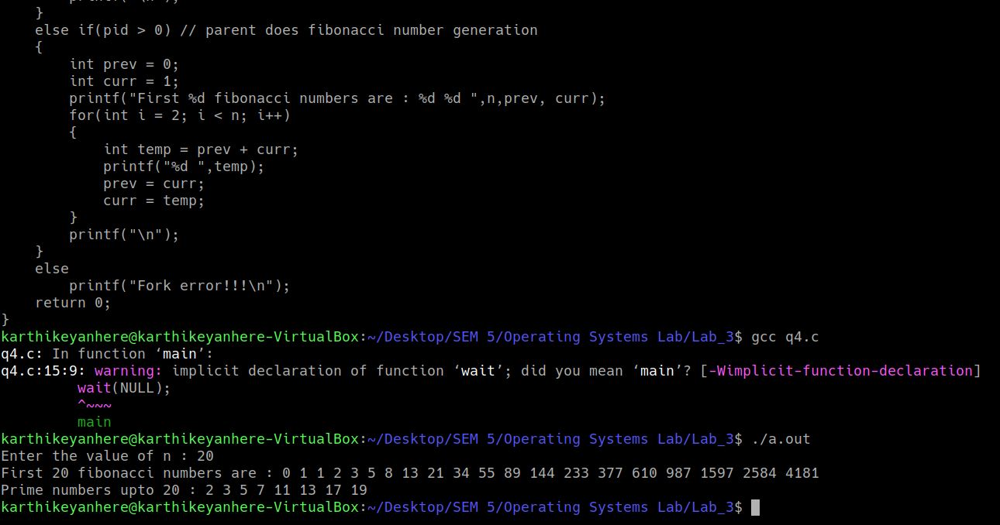 }
    else if(pid > 0) // parent does fibonacci number generation
    {
        int prev = 0;
        int curr = 1;
        printf("First %d fibonacci numbers are : %d %d ",n,prev, curr);
        for(int i = 2; i < n; i++)
        {
            int temp = prev + curr;
            printf("%d ",temp);
            prev = curr;
            curr = temp;
        }
        printf("\n");
    }
    else
        printf("Fork error!!!\n");
    return 0;
}
karthikeyanhere@karthikeyanhere-VirtualBox:~/Desktop/SEM 5/Operating Systems Lab/Lab_3$ gcc q4.c
q4.c: In function ‘main’:
q4.c:15:9: warning: implicit declaration of function ‘wait’; did you mean ‘main’? [-Wimplicit-function-declaration]
         wait(NULL);
         ^~~~
         main
karthikeyanhere@karthikeyanhere-VirtualBox:~/Desktop/SEM 5/Operating Systems Lab/Lab_3$ ./a.out
Enter the value of n : 20
First 20 fibonacci numbers are : 0 1 1 2 3 5 8 13 21 34 55 89 144 233 377 610 987 1597 2584 4181
Prime numbers upto 20 : 2 3 5 7 11 13 17 19
karthikeyanhere@karthikeyanhere-VirtualBox:~/Desktop/SEM 5/Operating Systems Lab/Lab_3$